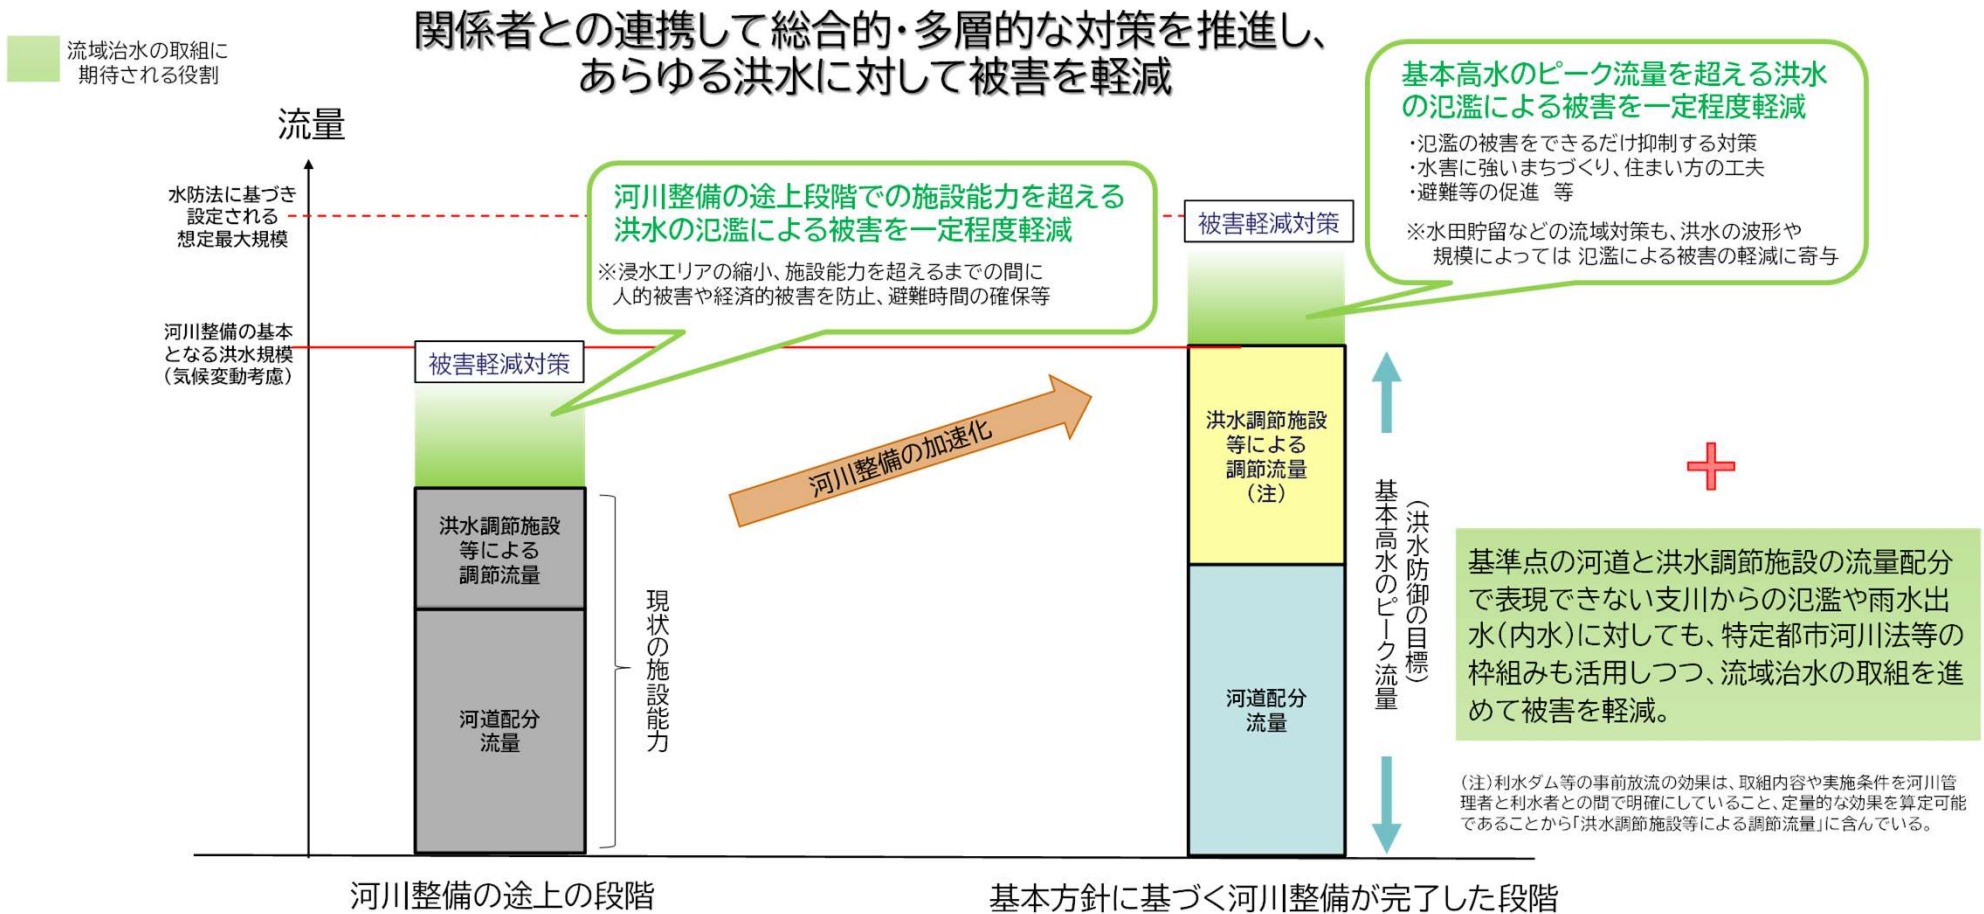 関係者との連携して総合的・多層的な対策を推進し、
あらゆる洪水に対して被害を軽減
流域治水の取組に
期待される役割
流量
水防法に基づき
設定される
想定最大規模
河川整備の基本
となる洪水規模
（気候変動考慮）
河川整備の途上段階での施設能力を超える
洪水の氾濫による被害を一定程度軽減
※浸水エリアの縮小、施設能力を超えるまでの間に
人的被害や経済的被害を防止、避難時間の確保等
基本高水のピーク流量を超える洪水
の氾濫による被害を一定程度軽減
・氾濫の被害をできるだけ抑制する対策
・水害に強いまちづくり、住まい方の工夫
・避難等の促進 等
※水田貯留などの流域対策も、洪水の波形や
規模によっては 氾濫による被害の軽減に寄与
被害軽減対策
洪水調節施設
等による
調節流量
河道配分
流量
現状の施設能力
河川整備の加速化
被害軽減対策
洪水調節施設
等による
調節流量
（注）
河道配分
流量
（洪水防御の目標）
基本高水のピーク流量
基準点の河道と洪水調節施設の流量配分
で表現できない支川からの氾濫や雨水出
水（内水）に対しても、特定都市河川法等の
枠組みも活用しつつ、流域治水の取組を進
めて被害を軽減。
（注）利水ダム等の事前放流の効果は、取組内容や実施条件を河川管
理者と利水者との間で明確にしていること、定量的な効果を算定可能
であることから「洪水調節施設等による調節流量」に含んでいる。
河川整備の途上の段階
基本方針に基づく河川整備が完了した段階